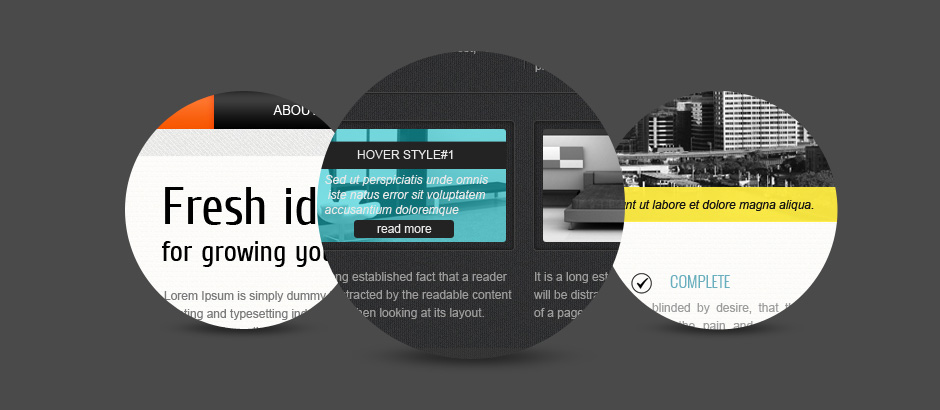 ABOU
Fresh id
for growing you
Lorem Ipsum is simply dummy
ting and typesetting ind
HOVER STYLE#1
Sed ut perspiciatis unde omnis
iste natus error sit voluptatem
accusantium doloremque
read more
ng established fact that a reader
tracted by the readable content
hen looking at its layout.
It is a long est
will be distra
of a page
nt ut labore et dolore magna aliqua.
COMPLETE
blinded by desire, that th
the pain and